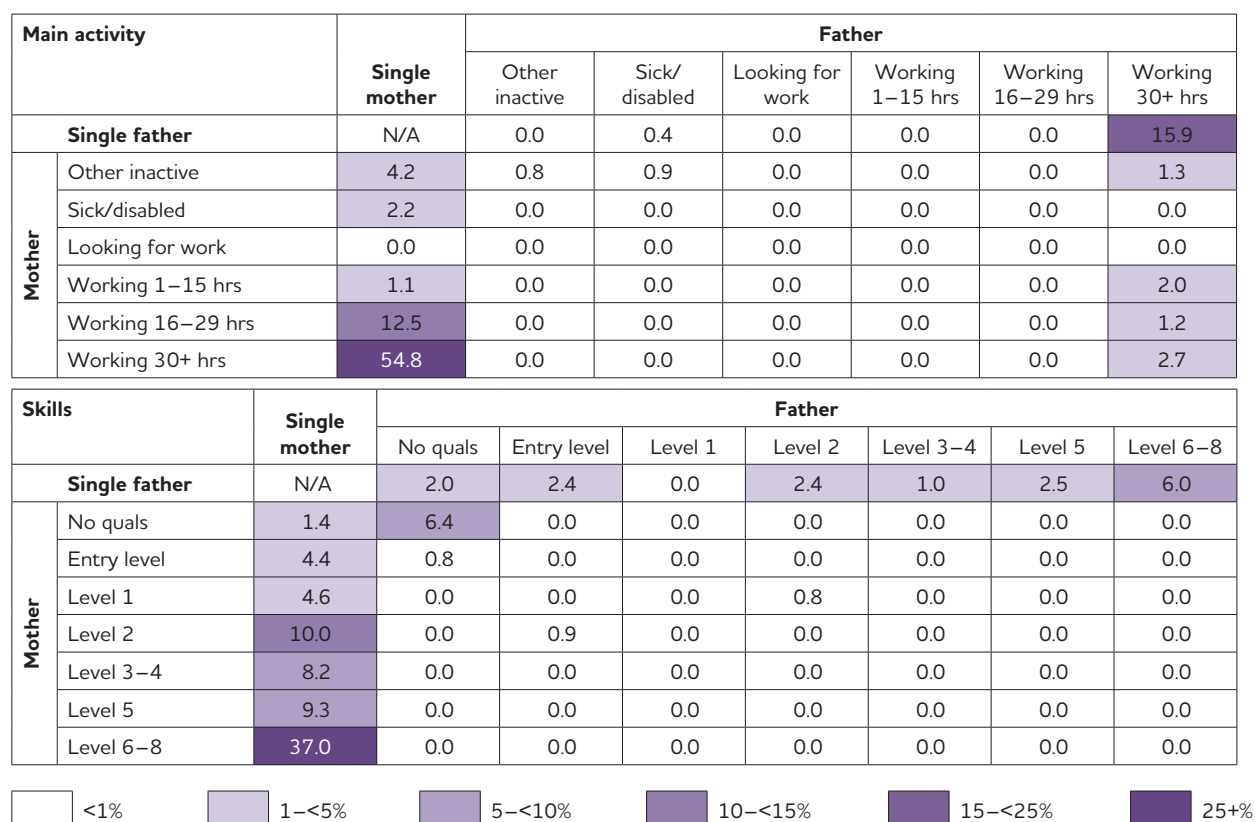 Main activity Single mother Father
Other inactive Sick/ disabled Looking for work Working 1–15 hrs Working 16–29 hrs Working 30+ hrs
Single father N/A 0.0 0.4 0.0 0.0 0.0 15.9
Mother
Other inactive 4.2 0.8 0.9 0.0 0.0 0.0 1.3
Sick/disabled 2.2 0.0 0.0 0.0 0.0 0.0 0.0
Looking for work 0.0 0.0 0.0 0.0 0.0 0.0 0.0
Working 1–15 hrs 1.1 0.0 0.0 0.0 0.0 0.0 2.0
Working 16–29 hrs 12.5 0.0 0.0 0.0 0.0 0.0 1.2
Working 30+ hrs 54.8 0.0 0.0 0.0 0.0 0.0 2.7
Skills Single mother Father
No quals Entry level Level 1 Level 2 Level 3–4 Level 5 Level 6–8
Single father N/A 2.0 2.4 0.0 2.4 1.0 2.5 6.0
Mother
No quals 1.4 6.4 0.0 0.0 0.0 0.0 0.0 0.0
Entry level 4.4 0.8 0.0 0.0 0.0 0.0 0.0 0.0
Level 1 4.6 0.0 0.0 0.0 0.8 0.0 0.0 0.0
Level 2 10.0 0.0 0.9 0.0 0.0 0.0 0.0 0.0
Level 3–4 8.2 0.0 0.0 0.0 0.0 0.0 0.0 0.0
Level 5 9.3 0.0 0.0 0.0 0.0 0.0 0.0 0.0
Level 6–8 37.0 0.0 0.0 0.0 0.0 0.0 0.0 0.0
<1% 1–<5% 5–<10% 10–<15% 15–<25% 25+%